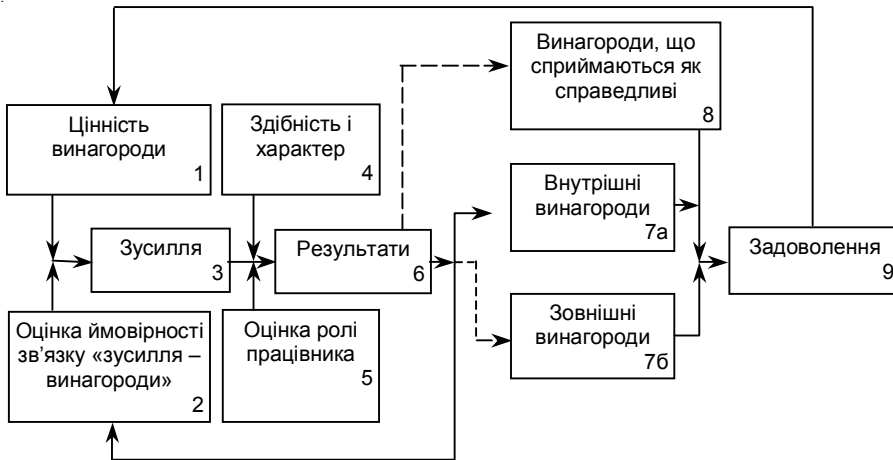 Цінність
винагороди
1
Здібність і
характер
4
Винагороди, що
сприймаються як
справедливі
8
Зусилля
3
Результати
6
Внутрішні
винагороди
7а
Задоволення
9
Оцінка ймовірності
зв’язку «зусилля –
винагороди»
2
Оцінка ролі
працівника
5
Зовнішні
винагороди
7б